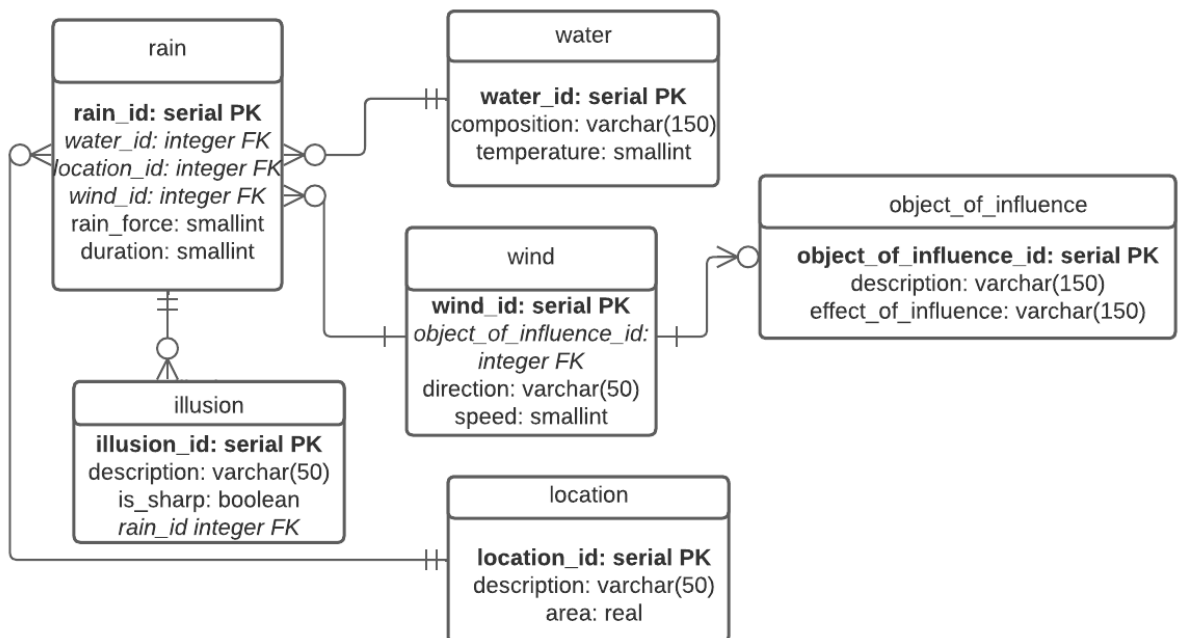 rain
rain_id: serial PK
water_id: integer FK
location_id: integer FK
wind_id: integer FK
rain_force: smallint
duration: smallint
water
water_id: serial PK
composition: varchar(150)
temperature: smallint
object_of_influence
object_of_influence_id: serial PK
description: varchar(150)
effect_of_influence: varchar(150)
wind
wind_id: serial PK
object_of_influence_id:
integer FK
direction: varchar(50)
speed: smallint
illusion
illusion_id: serial PK
description: varchar(50)
is_sharp: boolean
rain_id integer FK
location
location_id: serial PK
description: varchar(50)
area: real